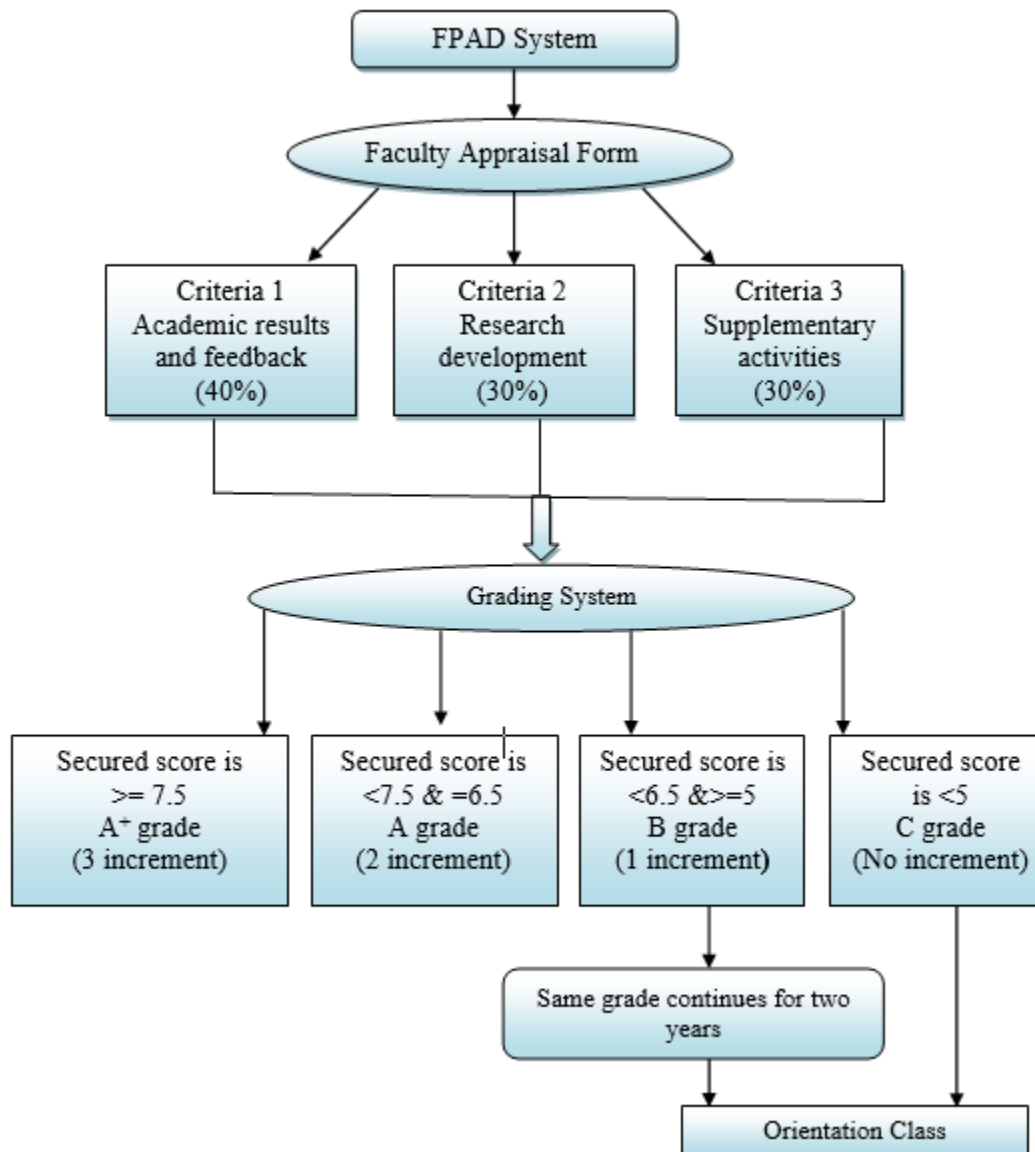 FPAD System
Faculty Appraisal Form
Criteria 1
Academic results
and feedback
(40%)
Criteria 2
Research
development
(30%)
Criteria 3
Supplementary
activities
(30%)
Grading System
Secured score is
>= 7.5
A⁺ grade
(3 increment)
Secured score is
<7.5 & =6.5
A grade
(2 increment)
Secured score is
<6.5 &>=5
B grade
(1 increment)
Secured score
is <5
C grade
(No increment)
Same grade continues for two
years
Orientation Class